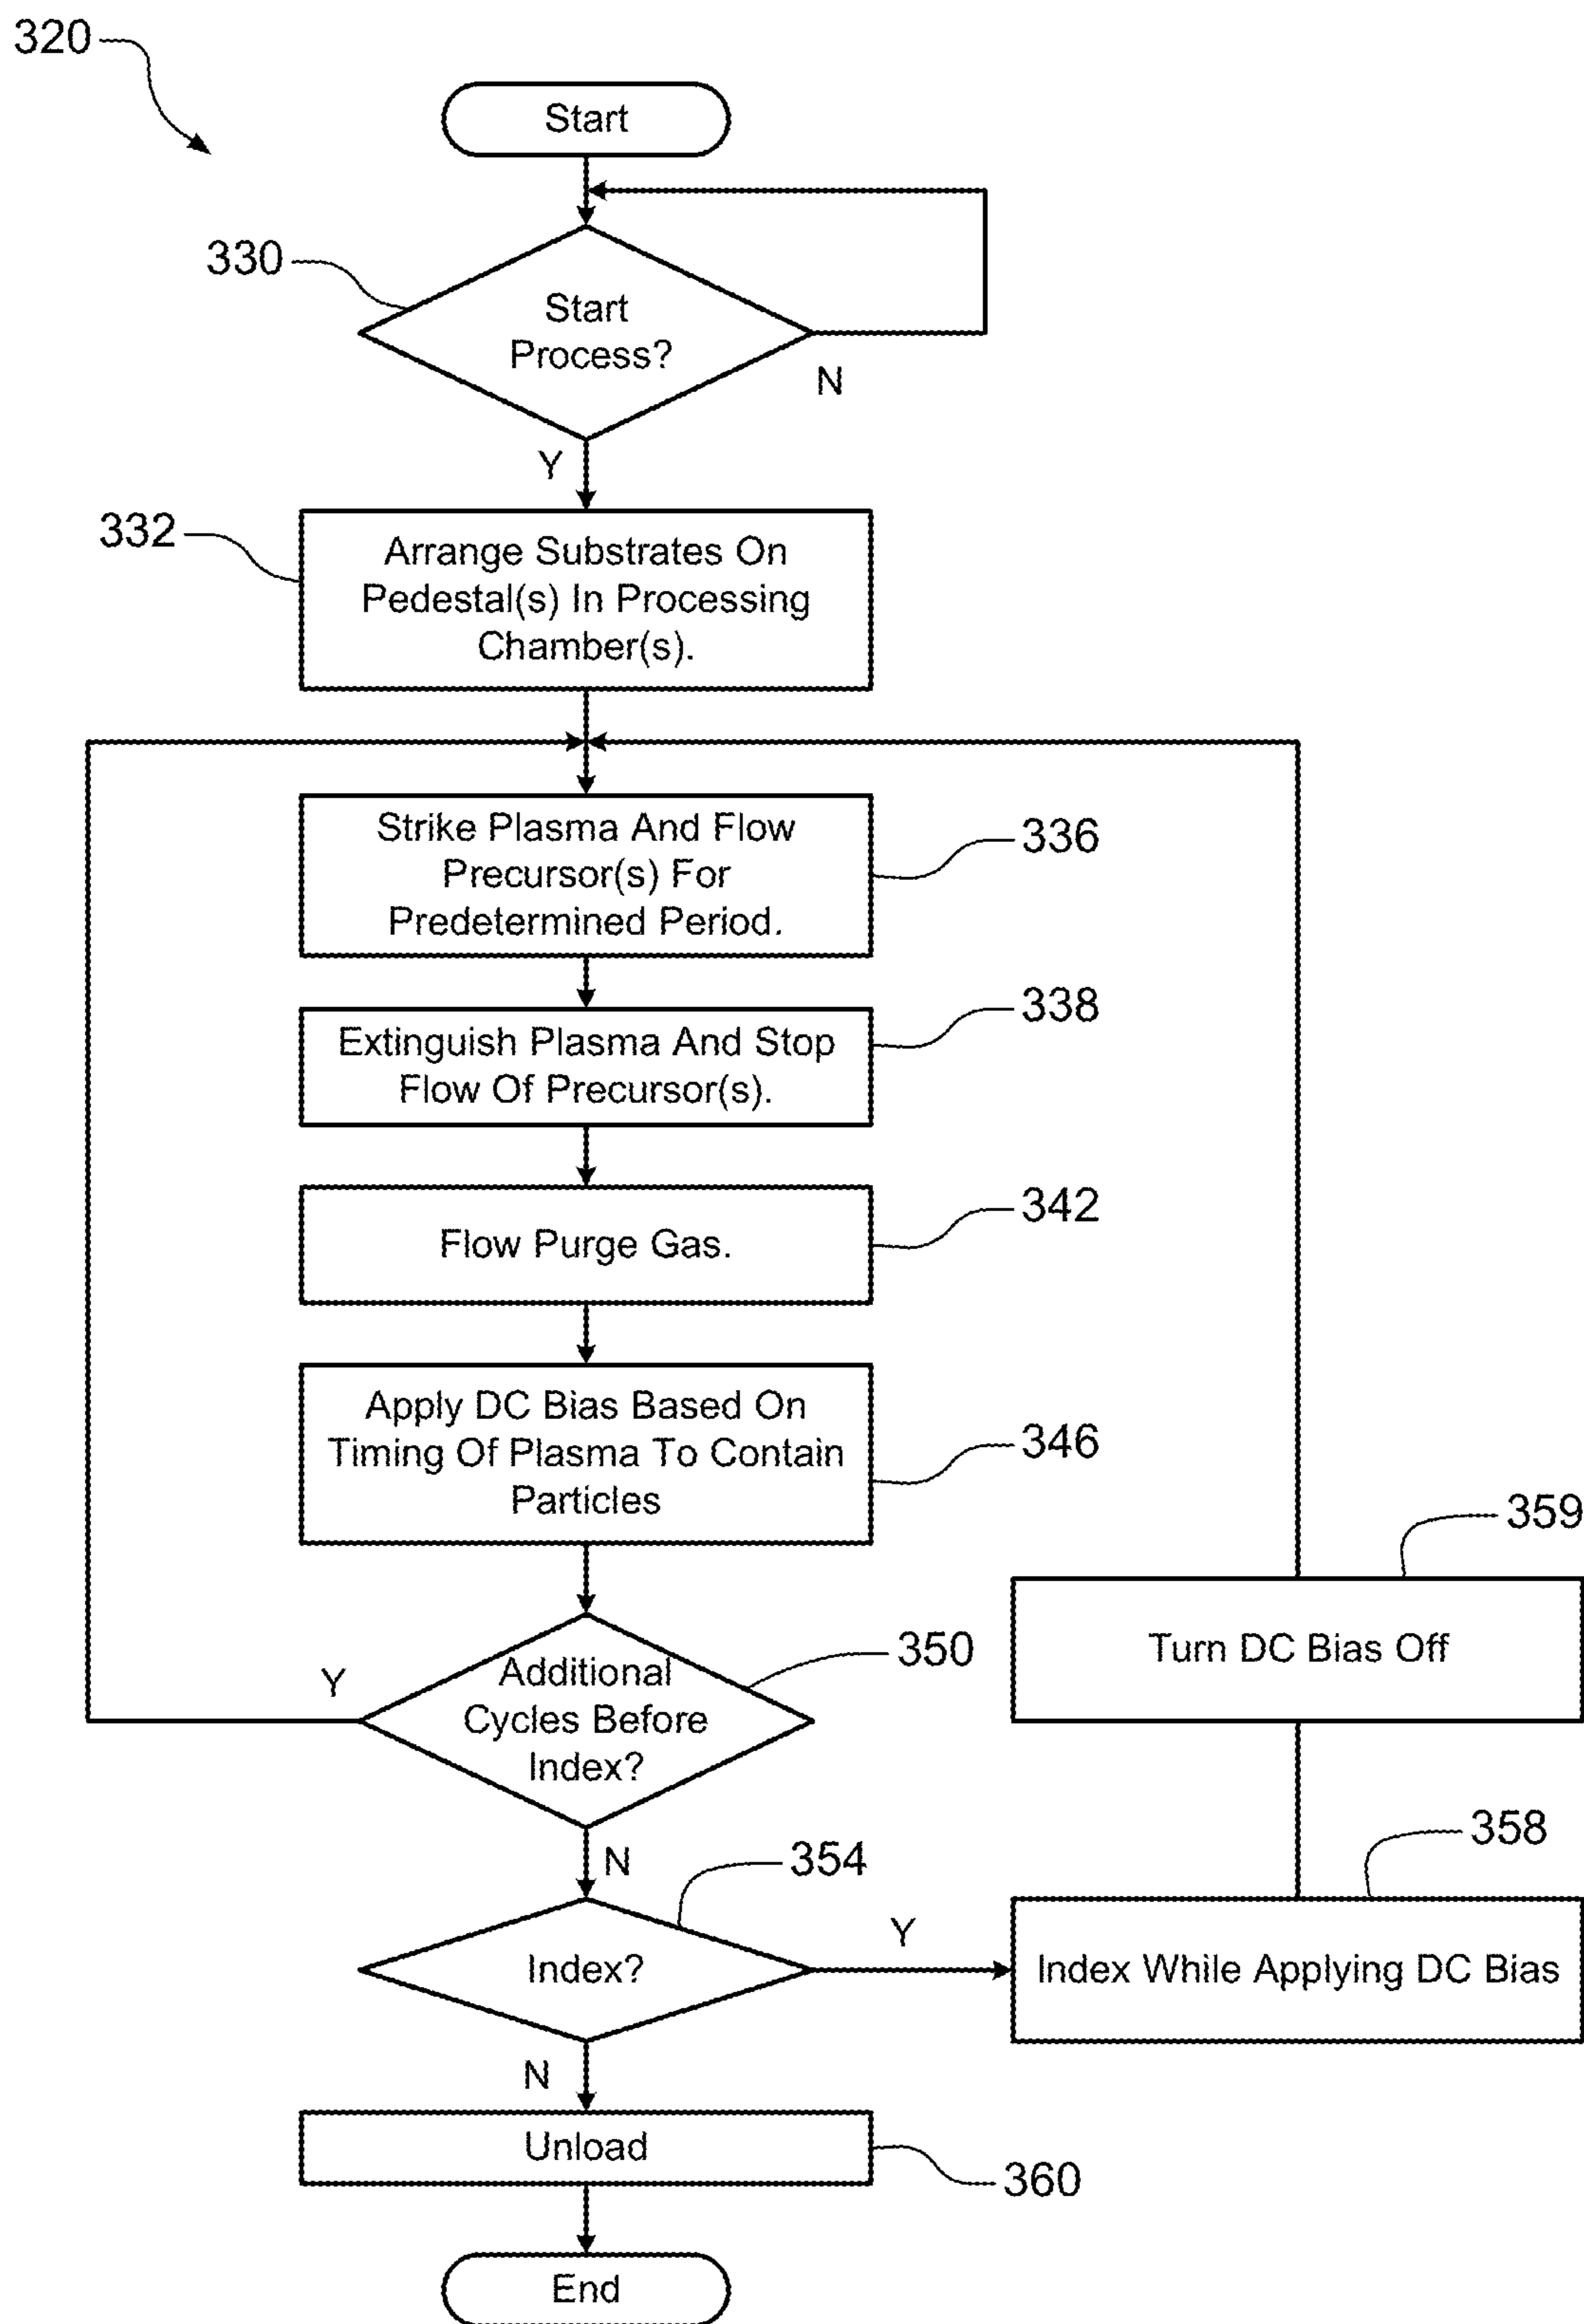 320
Start
330
Start
Process?
N
Y
332
Arrange Substrates On
Pedestal(s) In Processing
Chamber(s).
Strike Plasma And Flow
Precursor(s) For
Predetermined Period.
336
338
Extinguish Plasma And Stop
Flow Of Precursor(s).
342
Flow Purge Gas.
Apply DC Bias Based On
Timing Of Plasma To Contain
Particles
346
359
Turn DC Bias Off
350
Y
Additional
Cycles Before
Index?
N
354
358
Index?
Y
Index While Applying DC Bias
N
Unload
360
End